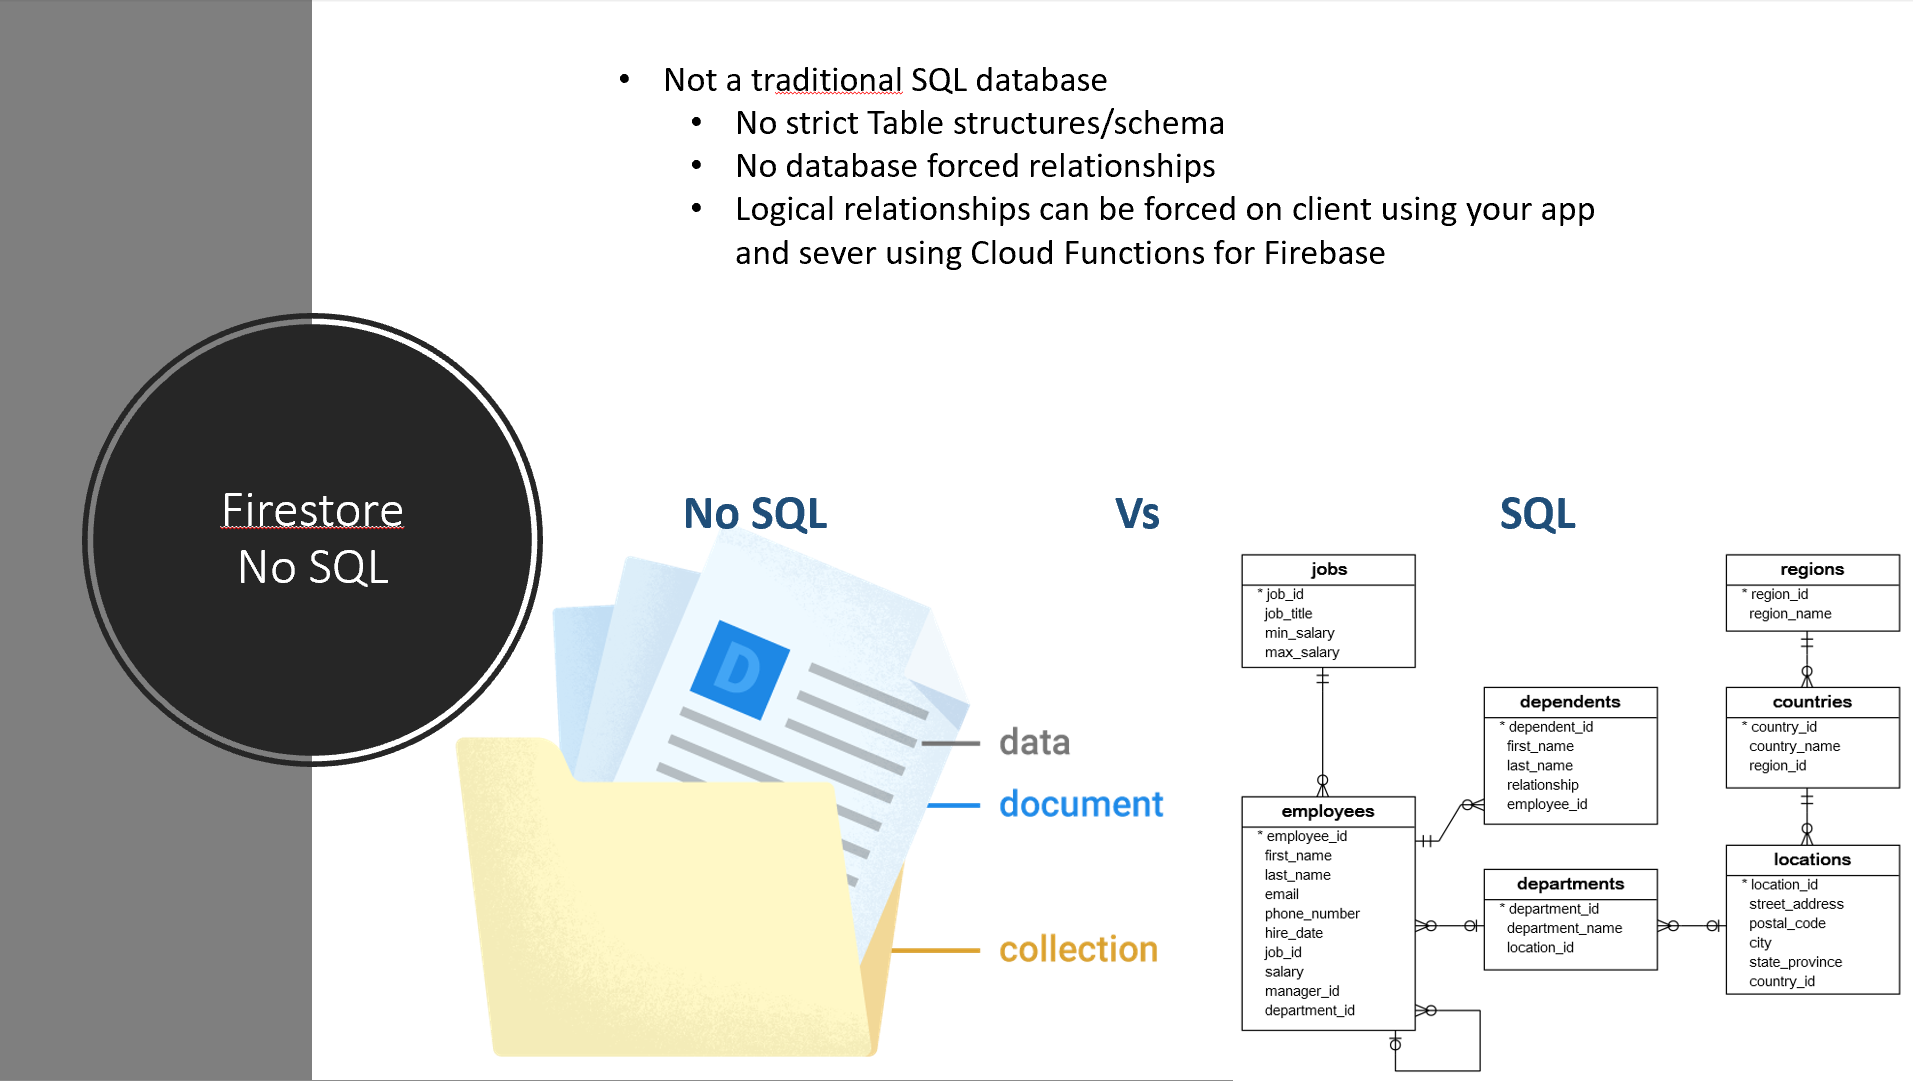 • Not a traditional SQL database
• No strict Table structures/schema
• No database forced relationships
• Logical relationships can be forced on client using your app
and sever using Cloud Functions for Firebase
Firestore
No SQL
No SQL
Vs
SQL
D
data
document
collection
jobs
* job_id
job_title
min_salary
max_salary
employees
* employee_id
first_name
last_name
email
phone_number
hire_date
job_id
salary
manager_id
department_id
dependents
* dependent_id
first_name
last_name
relationship
employee_id
departments
* department_id
department_name
location_id
regions
* region_id
region_name
countries
* country_id
country_name
region_id
locations
* location_id
street_address
postal_code
city
state_province
country_id